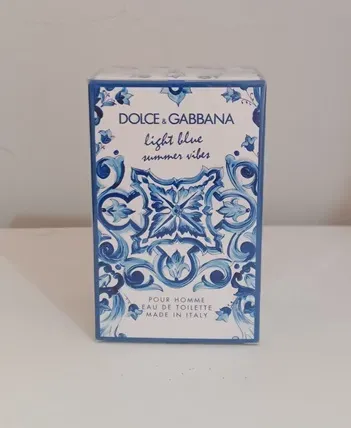 DOLCE & GABBANA
light blue
summer vibes
POUR HOMME
EAU DE TOILETTE
MADE IN ITALY